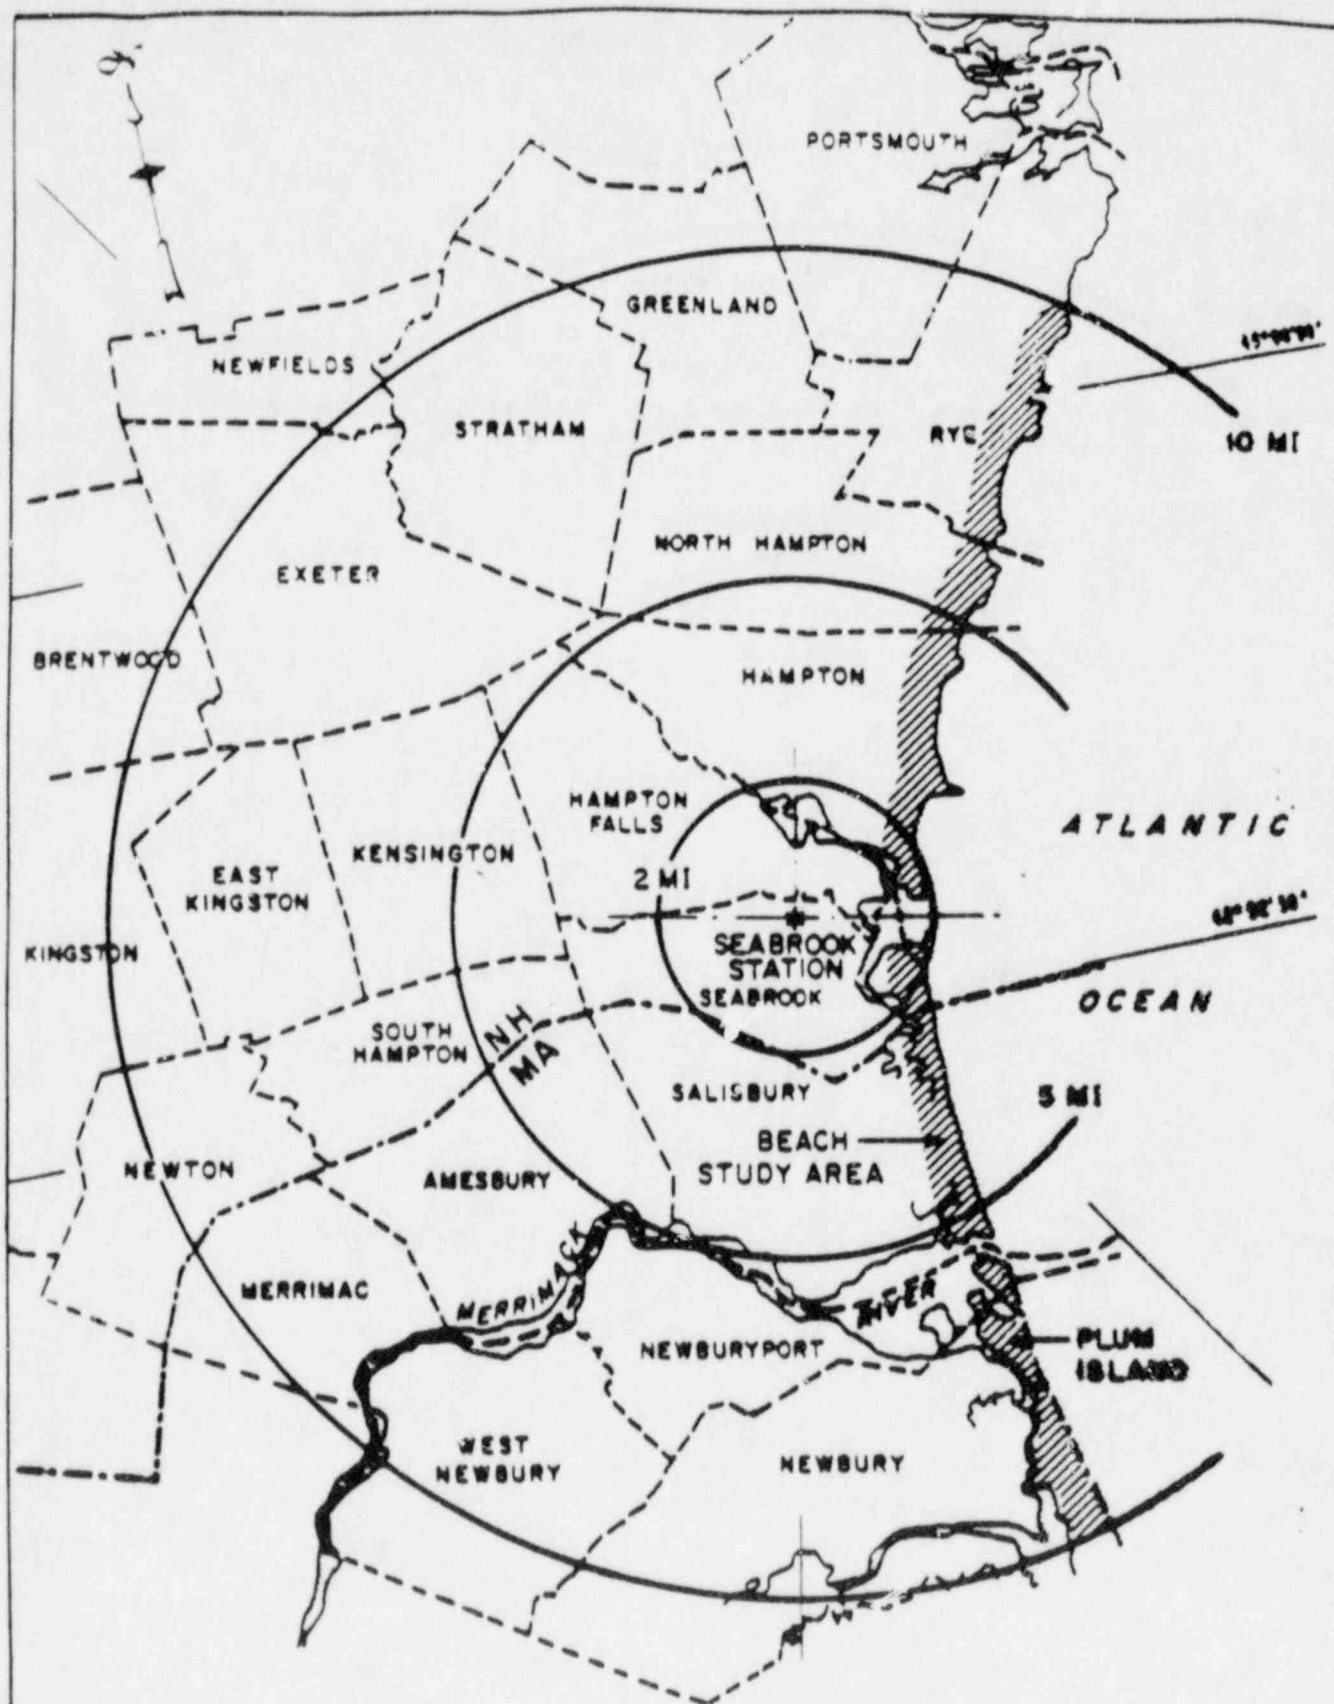 PORTSMOUTH
GREENLAND
NEWFIELDS
STRATHAM
RYE
10 MI
NORTH HAMPTON
EXETER
BRENTWOOD
HAMPTON
HAMPTON
FALLS
ATLANTIC
KENSINGTON
2 MI
EAST
KINGSTON
KINGSTON
SEABROOK
STATION
SEABROOK
OCEAN
SOUTH
HAMPTON
NH
MA
SALISBURY
5 MI
BEACH
STUDY AREA
NEWTON
AMESBURY
MERRIMAC
MERRIMACK
RIVER
NEWBURYPORT
PLUM
ISLAND
WEST
NEWBURY
NEWBURY